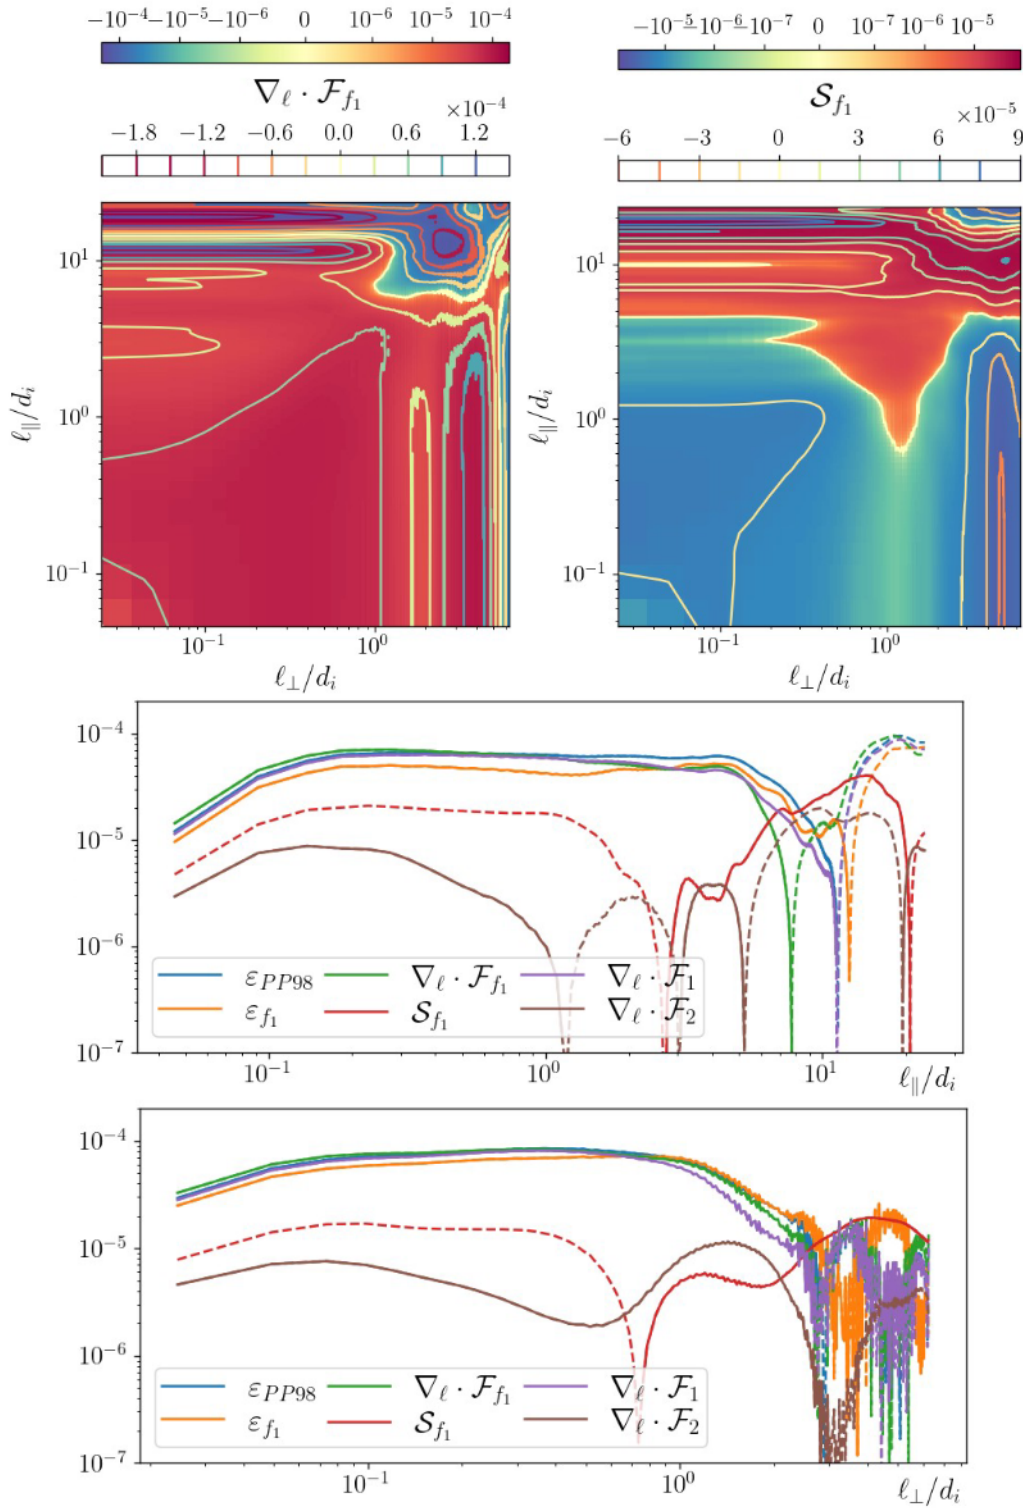 −10⁻⁴ −10⁻⁵ −10⁻⁶ 0 10⁻⁶ 10⁻⁵ 10⁻⁴
∇ℓ · 𝓕f₁
×10⁻⁴
−1.8 −1.2 −0.6 0.0 0.6 1.2
10¹
10⁰
10⁻¹
ℓ∥/dᵢ
10⁻¹ 10⁰
ℓ⊥/dᵢ
−10⁻⁵ −10⁻⁶ −10⁻⁷ 0 10⁻⁷ 10⁻⁶ 10⁻⁵
𝓢f₁
×10⁻⁵
−6 −3 0 3 6 9
10¹
10⁰
10⁻¹
ℓ∥/dᵢ
10⁻¹ 10⁰
ℓ⊥/dᵢ
10⁻⁴
10⁻⁵
10⁻⁶
10⁻⁷
εPP98 ∇ℓ · 𝓕f₁ ∇ℓ · 𝓕₁
εf₁ 𝓢f₁ ∇ℓ · 𝓕₂
10⁻¹ 10⁰ 10¹ ℓ∥/dᵢ
10⁻⁴
10⁻⁵
10⁻⁶
10⁻⁷
εPP98 ∇ℓ · 𝓕f₁ ∇ℓ · 𝓕₁
εf₁ 𝓢f₁ ∇ℓ · 𝓕₂
10⁻¹ 10⁰ ℓ⊥/dᵢ